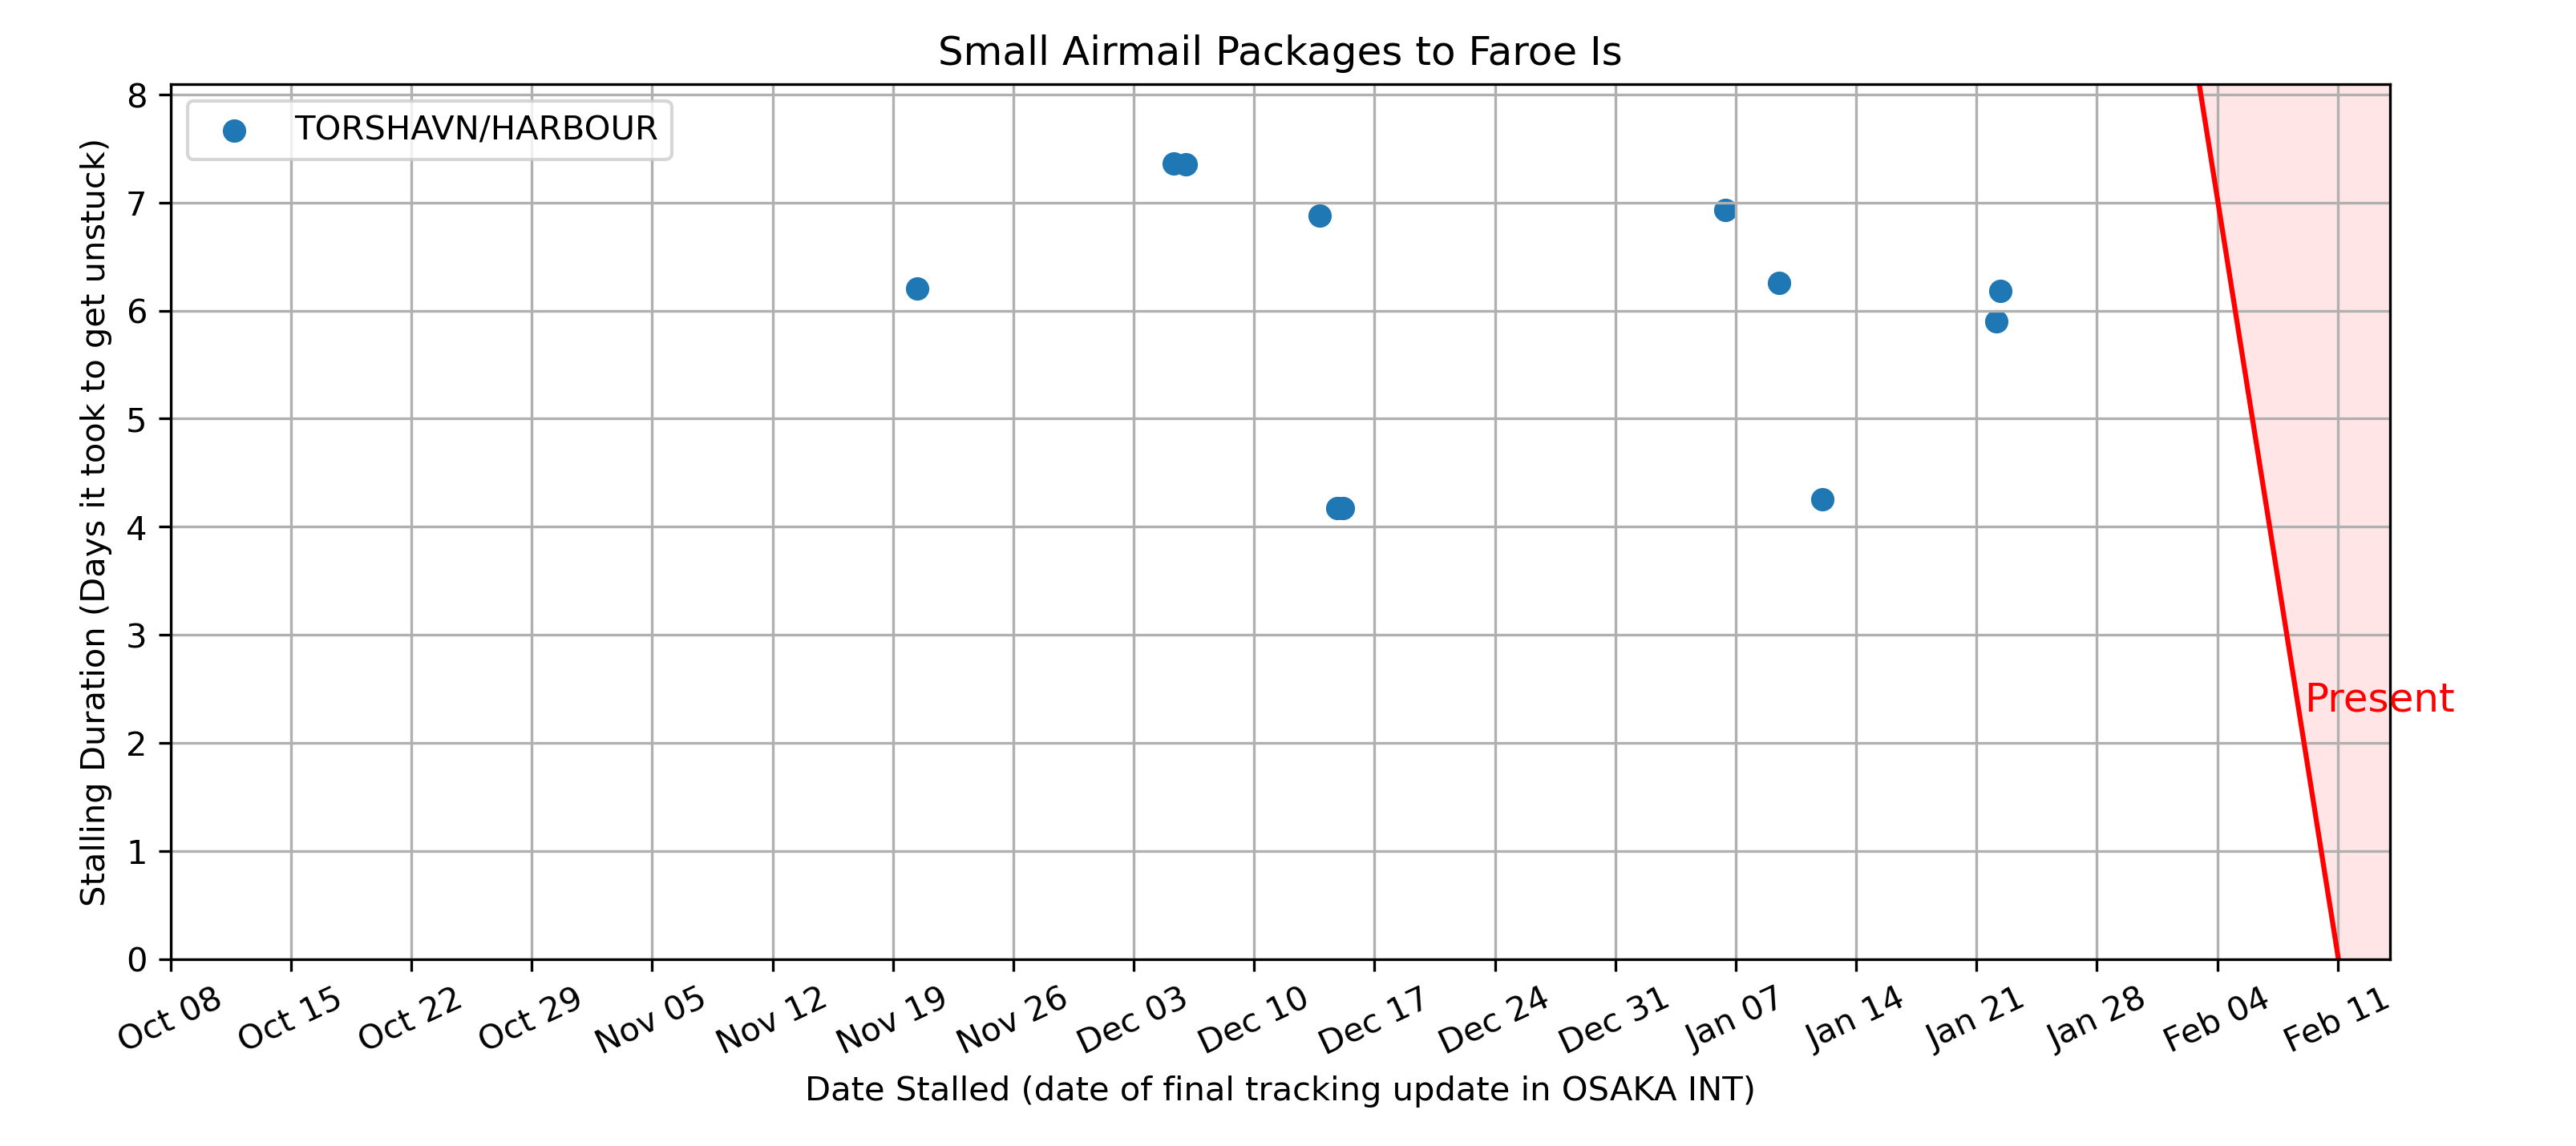 Small Airmail Packages to Faroe Is
TORSHAVN/HARBOUR
Stalling Duration (Days it took to get unstuck)
8
7
6
5
4
3
2
1
0
Present
Oct 08
Oct 15
Oct 22
Oct 29
Nov 05
Nov 12
Nov 19
Nov 26
Dec 03
Dec 10
Dec 17
Dec 24
Dec 31
Jan 07
Jan 14
Jan 21
Jan 28
Feb 04
Feb 11
Date Stalled (date of final tracking update in OSAKA INT)